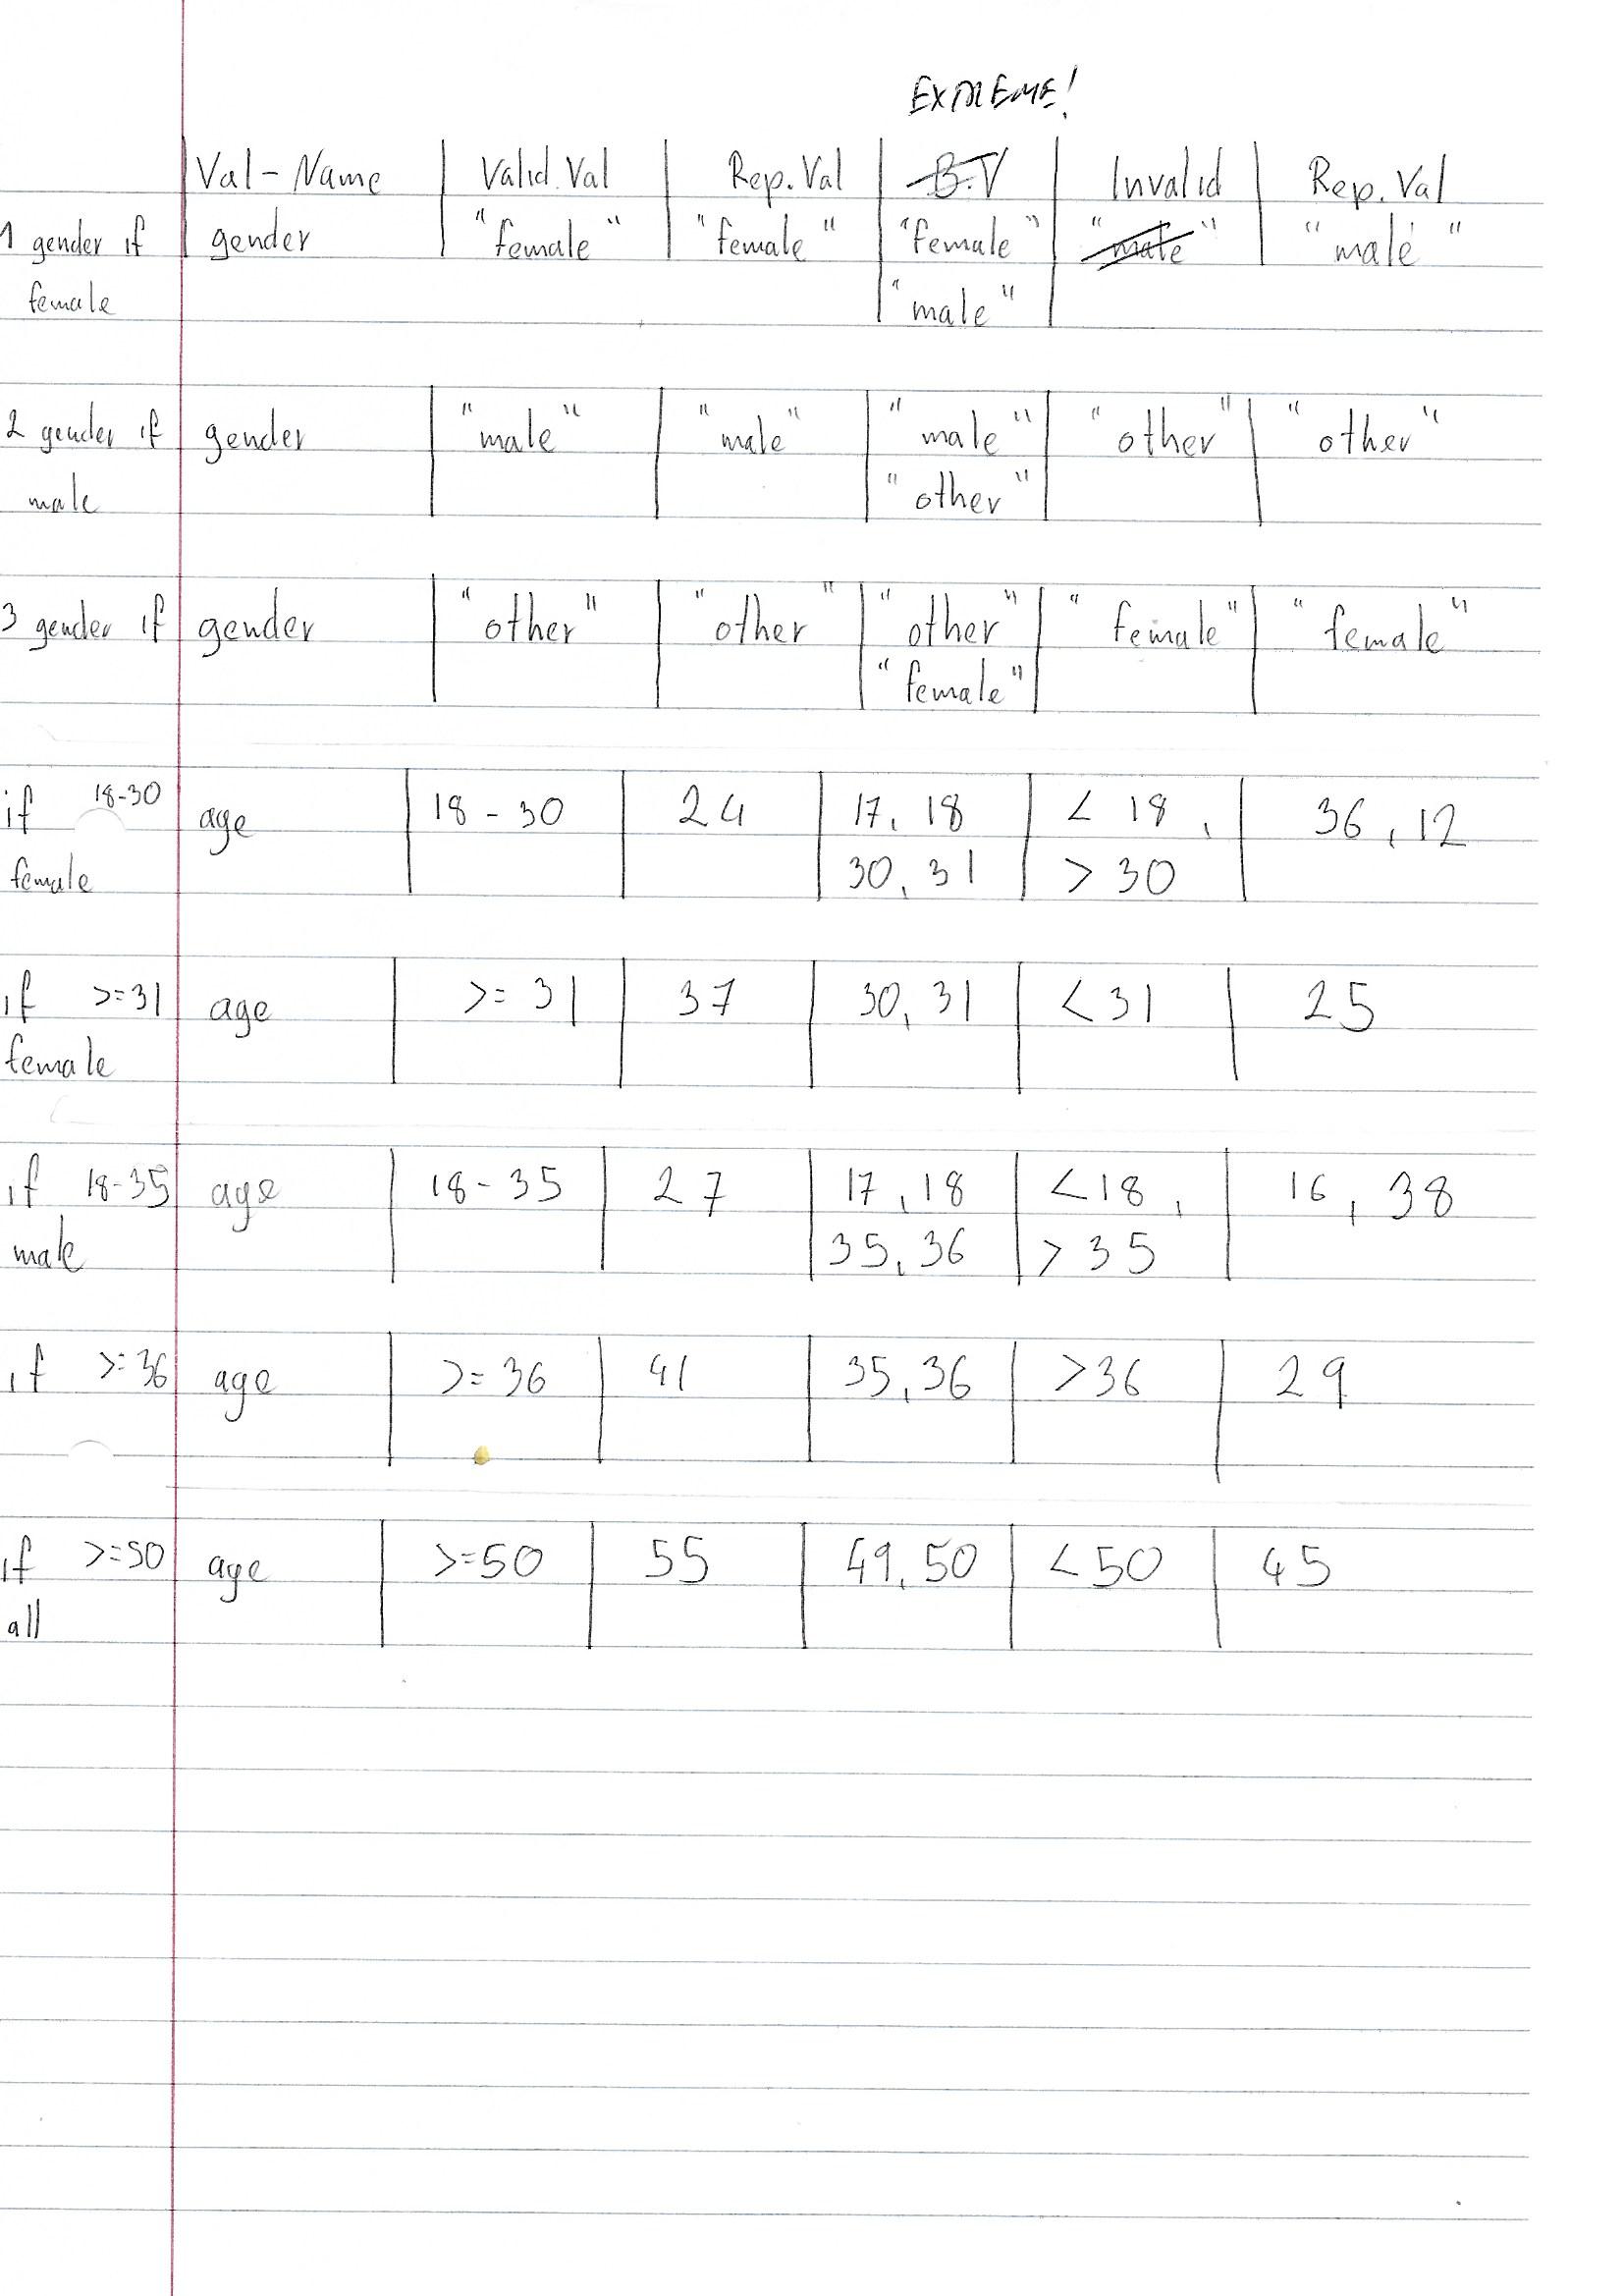 EXTREME!
Val-Name Valid.Val Rep.Val B.V Invalid Rep.Val
1 gender if gender "female" "female" "female" "male" "male"
female "male"
2 gender if gender "male" "male" "male" "other" "other"
male "other"
3 gender if gender "other" "other" "other" "female" "female"
"female"
if 18-30 age 18-30 24 17, 18 < 18, 36, 12
female 30, 31 > 30
if >=31 age >= 31 37 30, 31 <31 25
female
if 18-35 age 18-35 27 17, 18 <18, 16, 38
male 35, 36 > 35
if >=36 age >= 36 41 35, 36 >36 29
if >=50 age >=50 55 49, 50 <50 45
all